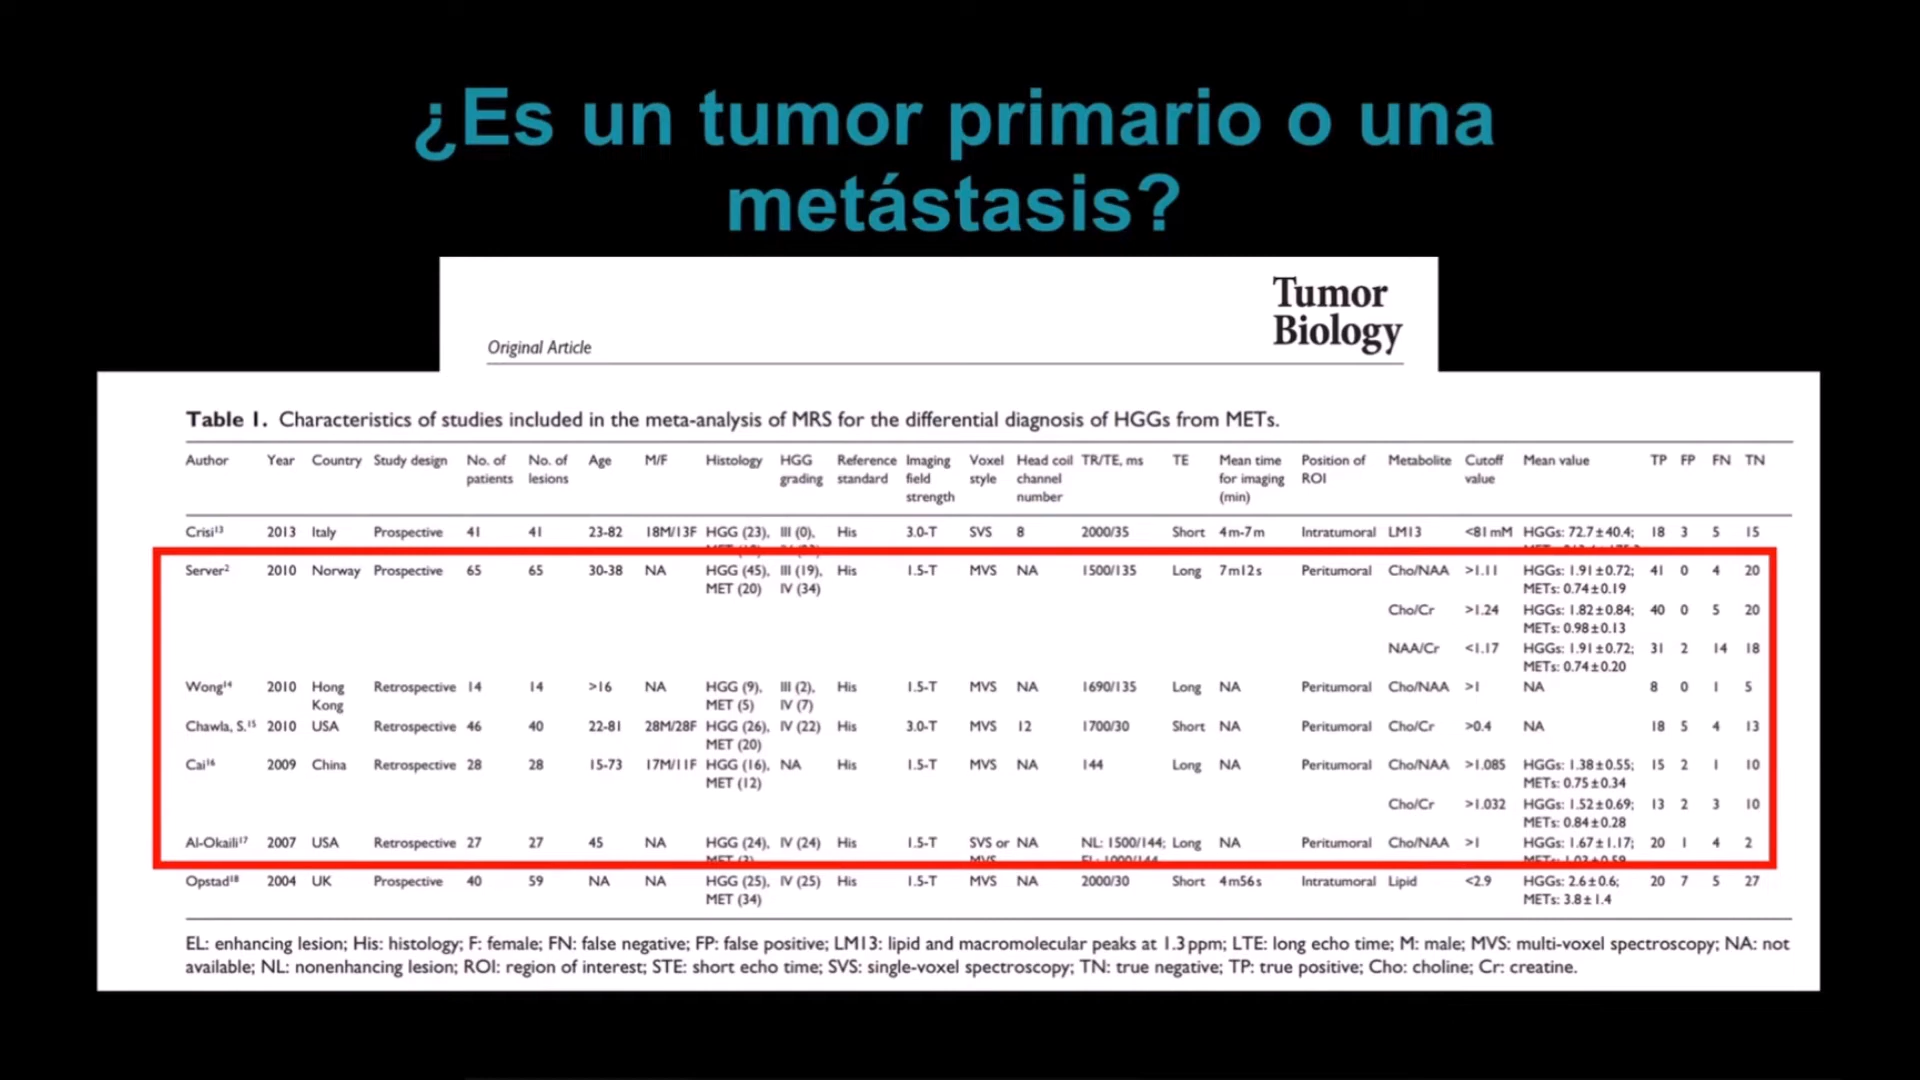 ¿Es un tumor primario o una
metástasis?
Tumor
Biology
Original Article
Table 1. Characteristics of studies included in the meta-analysis of MRS for the differential diagnosis of HGGs from METs.
Author Year Country Study design No. of No. of Age M/F Histology HGG Reference Imaging Voxel Head coil TR/TE, ms TE Mean time Position of Metabolite Cutoff Mean value TP FP FN TN
patients lesions grading standard field style channel for imaging ROI value
strength number (min)
Crisi13 2013 Italy Prospective 41 41 23-82 18M/13F HGG (23), III (0), His 3.0-T SVS 8 2000/35 Short 4m-7m Intratumoral LM13 <81mM HGGs: 72.7±40.4; 18 3 5 15
Server2 2010 Norway Prospective 65 65 30-38 NA HGG (45), III (19), His 1.5-T MVS NA 1500/135 Long 7m12s Peritumoral Cho/NAA >1.11 HGGs: 1.91±0.72; 41 0 4 20
MET (20) IV (34) METs: 0.74±0.19
Cho/Cr >1.24 HGGs: 1.82±0.84; 40 0 5 20
METs: 0.98±0.13
NAA/Cr <1.17 HGGs: 1.91±0.72; 31 2 14 18
METs: 0.74±0.20
Wong14 2010 Hong Retrospective 14 14 >16 NA HGG (9), III (2), His 1.5-T MVS NA 1690/135 Long NA Peritumoral Cho/NAA >1 NA 8 0 1 5
Kong MET (5) IV (7)
Chawla, S.15 2010 USA Retrospective 46 40 22-81 28M/28F HGG (26), IV (22) His 3.0-T MVS 12 1700/30 Short NA Peritumoral Cho/Cr >0.4 NA 18 5 4 13
MET (20)
Cai16 2009 China Retrospective 28 28 15-73 17M/11F HGG (16), NA His 1.5-T MVS NA 144 Long NA Peritumoral Cho/NAA >1.085 HGGs: 1.38±0.55; 15 2 1 10
MET (12) METs: 0.75±0.34
Cho/Cr >1.032 HGGs: 1.52±0.69; 13 2 3 10
METs: 0.84±0.28
Al-Okaili17 2007 USA Retrospective 27 27 45 NA HGG (24), IV (24) His 1.5-T SVS or NA NL: 1500/144; Long NA Peritumoral Cho/NAA >1 HGGs: 1.67±1.17; 20 1 4 2
Opstad18 2004 UK Prospective 40 59 NA NA HGG (25), IV (25) His 1.5-T MVS NA 2000/30 Short 4m56s Intratumoral Lipid <2.9 HGGs: 2.6±0.6; 20 7 5 27
MET (34) METs: 3.8±1.4
EL: enhancing lesion; His: histology; F: female; FN: false negative; FP: false positive; LM13: lipid and macromolecular peaks at 1.3ppm; LTE: long echo time; M: male; MVS: multi-voxel spectroscopy; NA: not
available; NL: nonenhancing lesion; ROI: region of interest; STE: short echo time; SVS: single-voxel spectroscopy; TN: true negative; TP: true positive; Cho: choline; Cr: creatine.